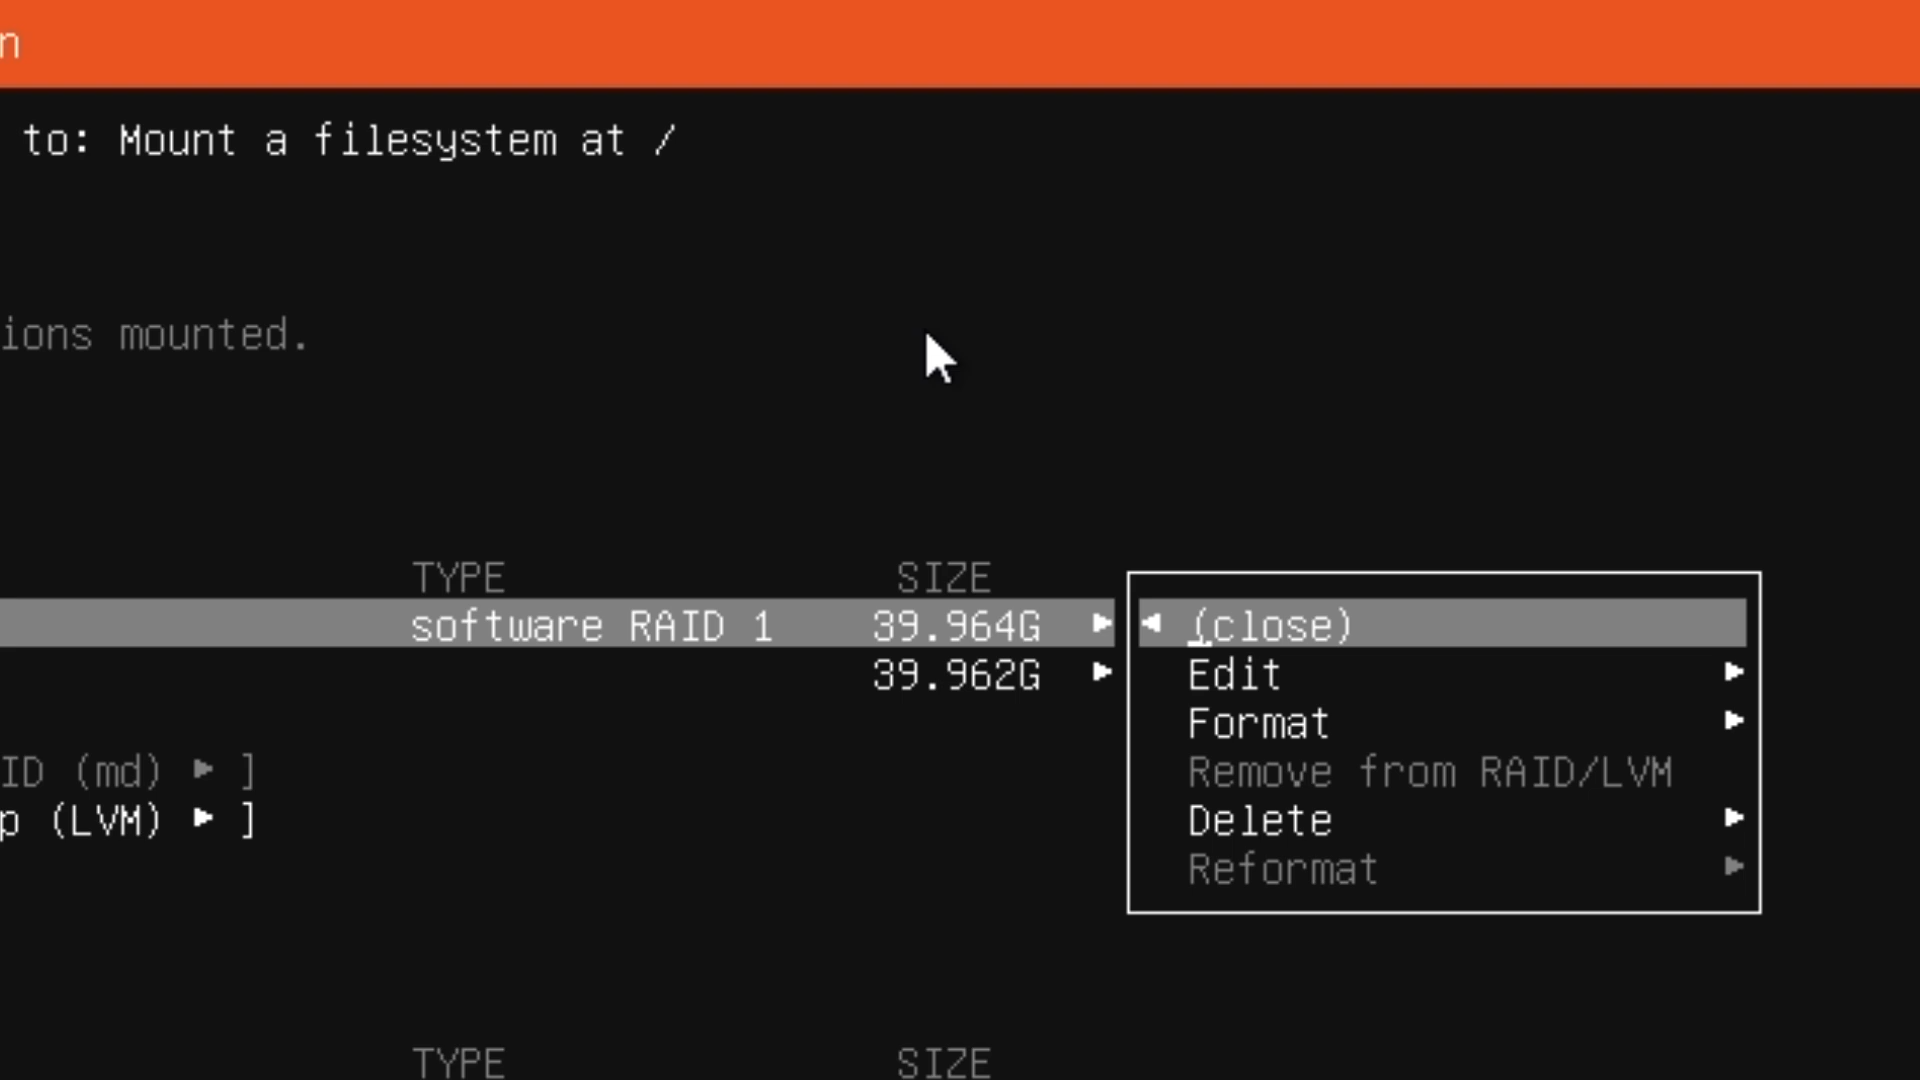 n
to: Mount a filesystem at /
ions mounted.
TYPE SIZE
software RAID 1 39.964G ▶ ◀ (close)
39.962G ▶ Edit ▶
Format ▶
ID (md) ▶ ] Remove from RAID/LVM
p (LVM) ▶ ] Delete ▶
Reformat ▶
TYPE SIZE